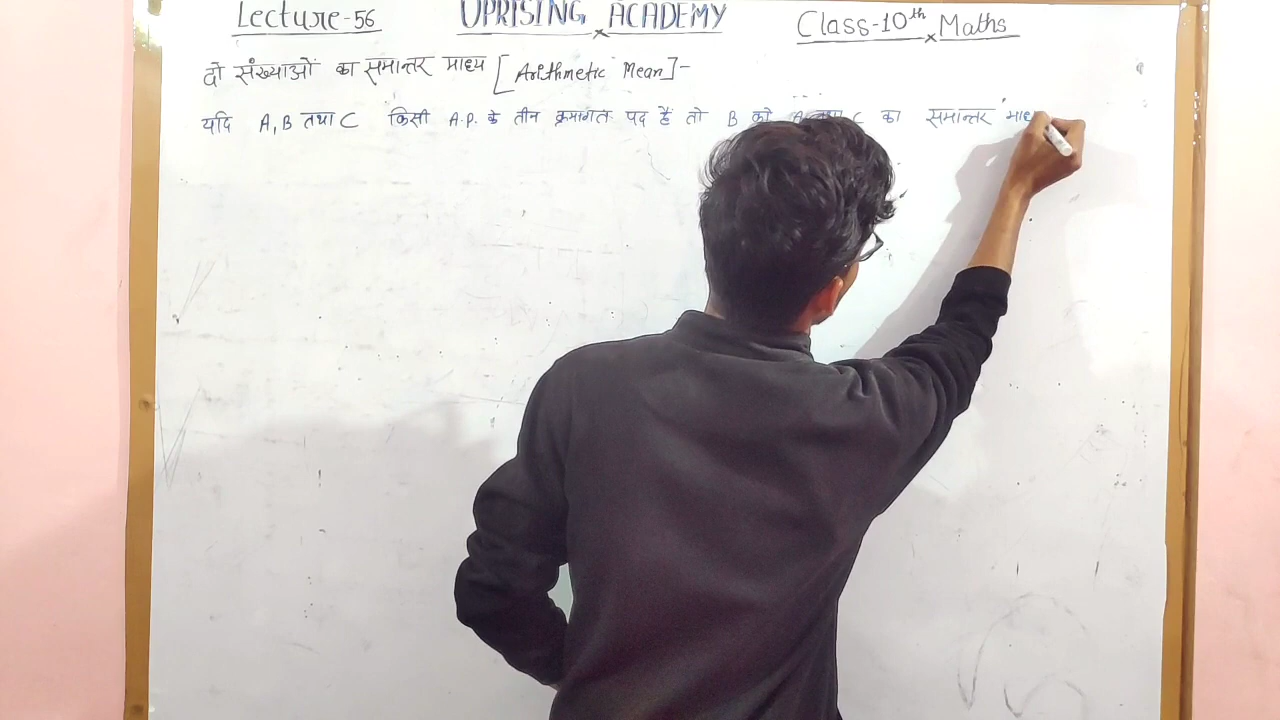 Lecture-56
UPRISING ACADEMY
Class-10th Maths
दो संख्याओं का समान्तर माध्य [Arithmetic Mean]-
यदि A, B तथा C किसी A.P. के तीन क्रमागत पद हैं तो B को A तथा C का समान्तर माध्य